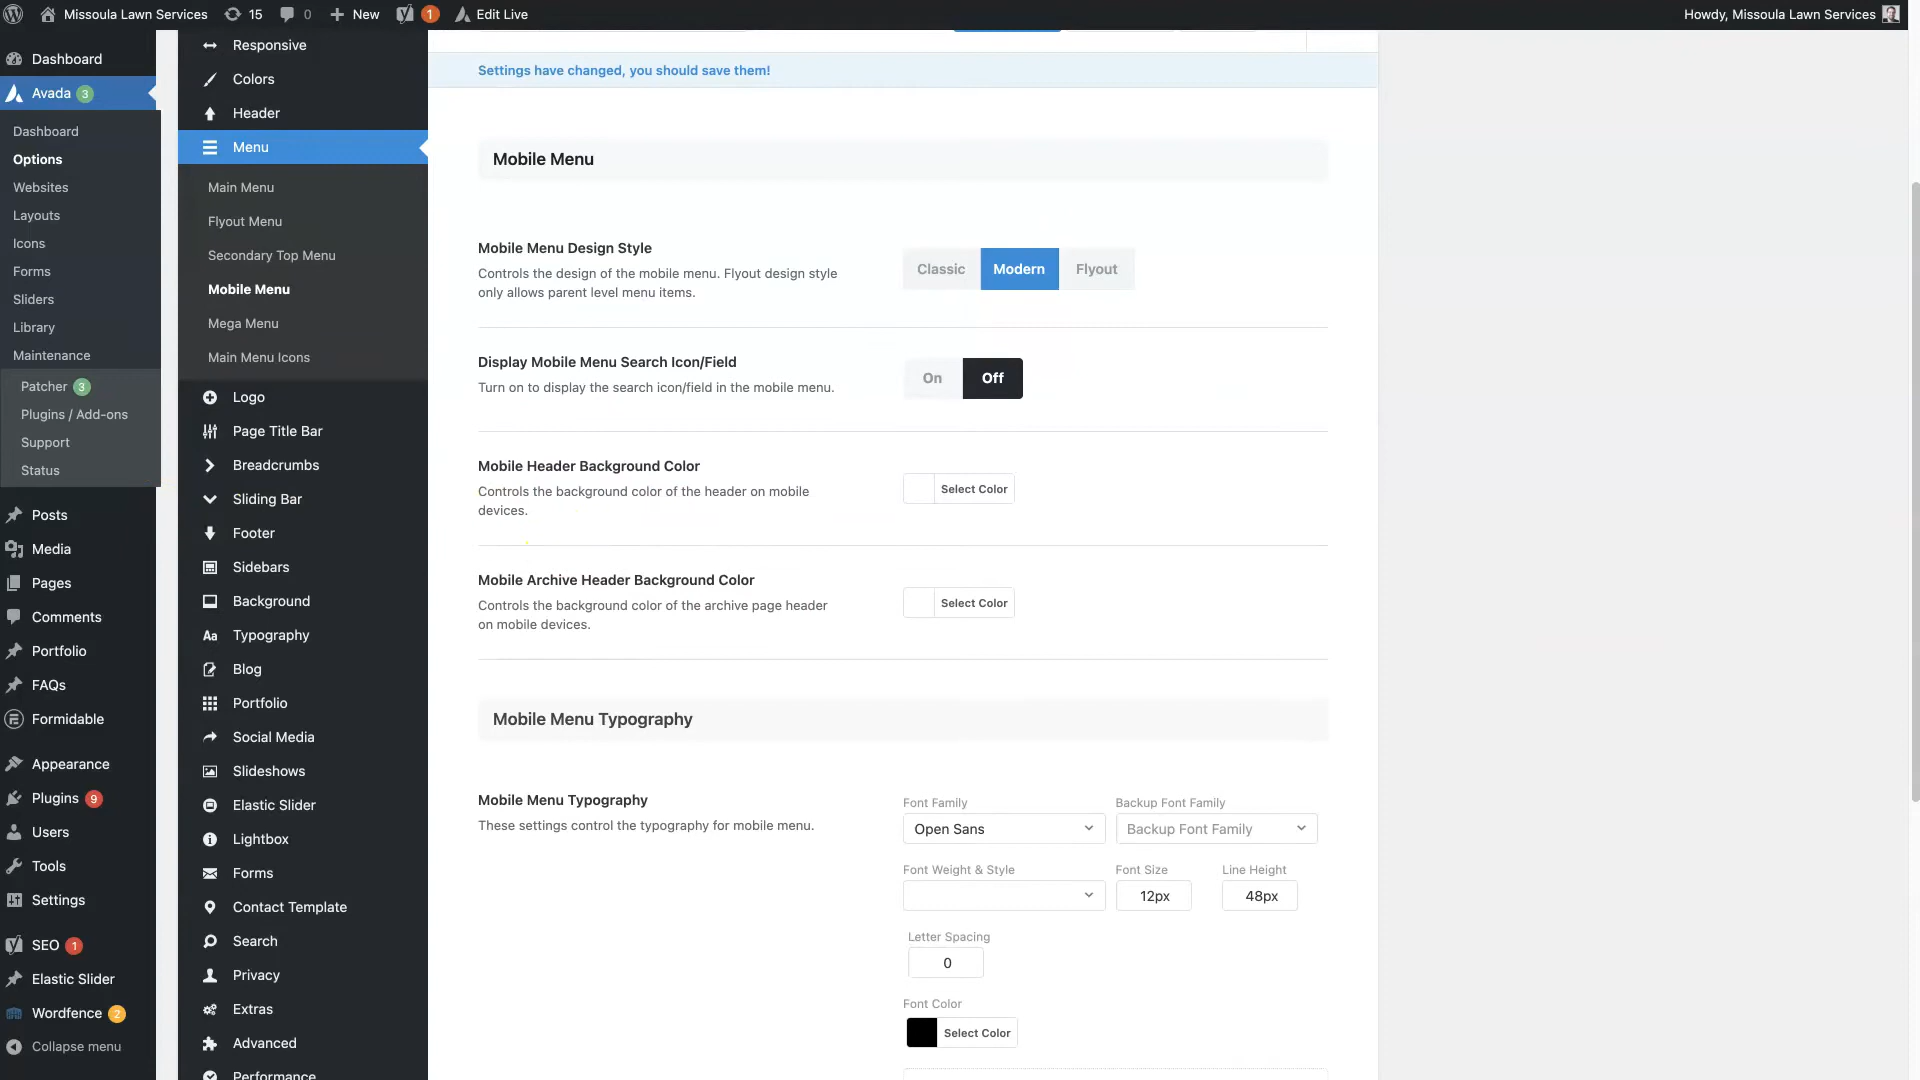 Missoula Lawn Services
15
0
New
1
Edit Live
Howdy, Missoula Lawn Services
Dashboard
Avada 3
Dashboard
Options
Websites
Layouts
Icons
Forms
Sliders
Library
Maintenance
Patcher 3
Plugins / Add-ons
Support
Status
Posts
Media
Pages
Comments
Portfolio
FAQs
Formidable
Appearance
Plugins 9
Users
Tools
Settings
SEO 1
Elastic Slider
Wordfence 2
Collapse menu
Responsive
Colors
Header
Menu
Main Menu
Flyout Menu
Secondary Top Menu
Mobile Menu
Mega Menu
Main Menu Icons
Logo
Page Title Bar
Breadcrumbs
Sliding Bar
Footer
Sidebars
Background
Aa Typography
Blog
Portfolio
Social Media
Slideshows
Elastic Slider
Lightbox
Forms
Contact Template
Search
Privacy
Extras
Advanced
Performance
Settings have changed, you should save them!
Mobile Menu
Mobile Menu Design Style
Controls the design of the mobile menu. Flyout design style
only allows parent level menu items.
Classic
Modern
Flyout
Display Mobile Menu Search Icon/Field
Turn on to display the search icon/field in the mobile menu.
On
Off
Mobile Header Background Color
Controls the background color of the header on mobile
devices.
Select Color
Mobile Archive Header Background Color
Controls the background color of the archive page header
on mobile devices.
Select Color
Mobile Menu Typography
Mobile Menu Typography
These settings control the typography for mobile menu.
Font Family
Backup Font Family
Open Sans
Backup Font Family
Font Weight & Style
Font Size
Line Height
12px
48px
Letter Spacing
0
Font Color
Select Color